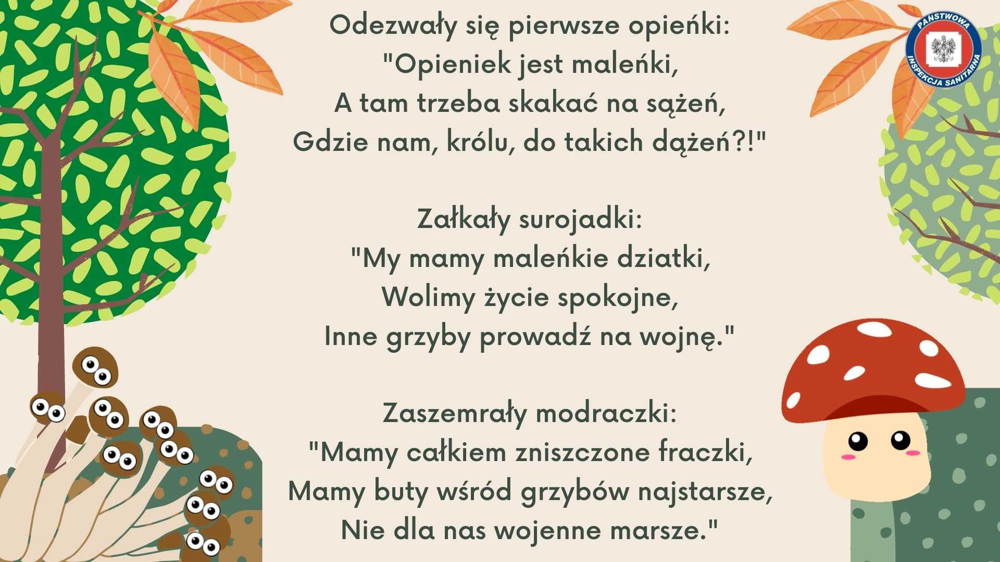 Odezwały się pierwsze opieńki:
"Opieniek jest maleńki,
A tam trzeba skakać na sążeń,
Gdzie nam, królu, do takich dążeń?!"
Załkały surojadki:
"My mamy maleńkie dziatki,
Wolimy życie spokojne,
Inne grzyby prowadź na wojnę."
Zaszemrały modraczki:
"Mamy całkiem zniszczone fraczki,
Mamy buty wśród grzybów najstarsze,
Nie dla nas wojenne marsze."
PAŃSTWOWA
INSPEKCJA SANITARNA